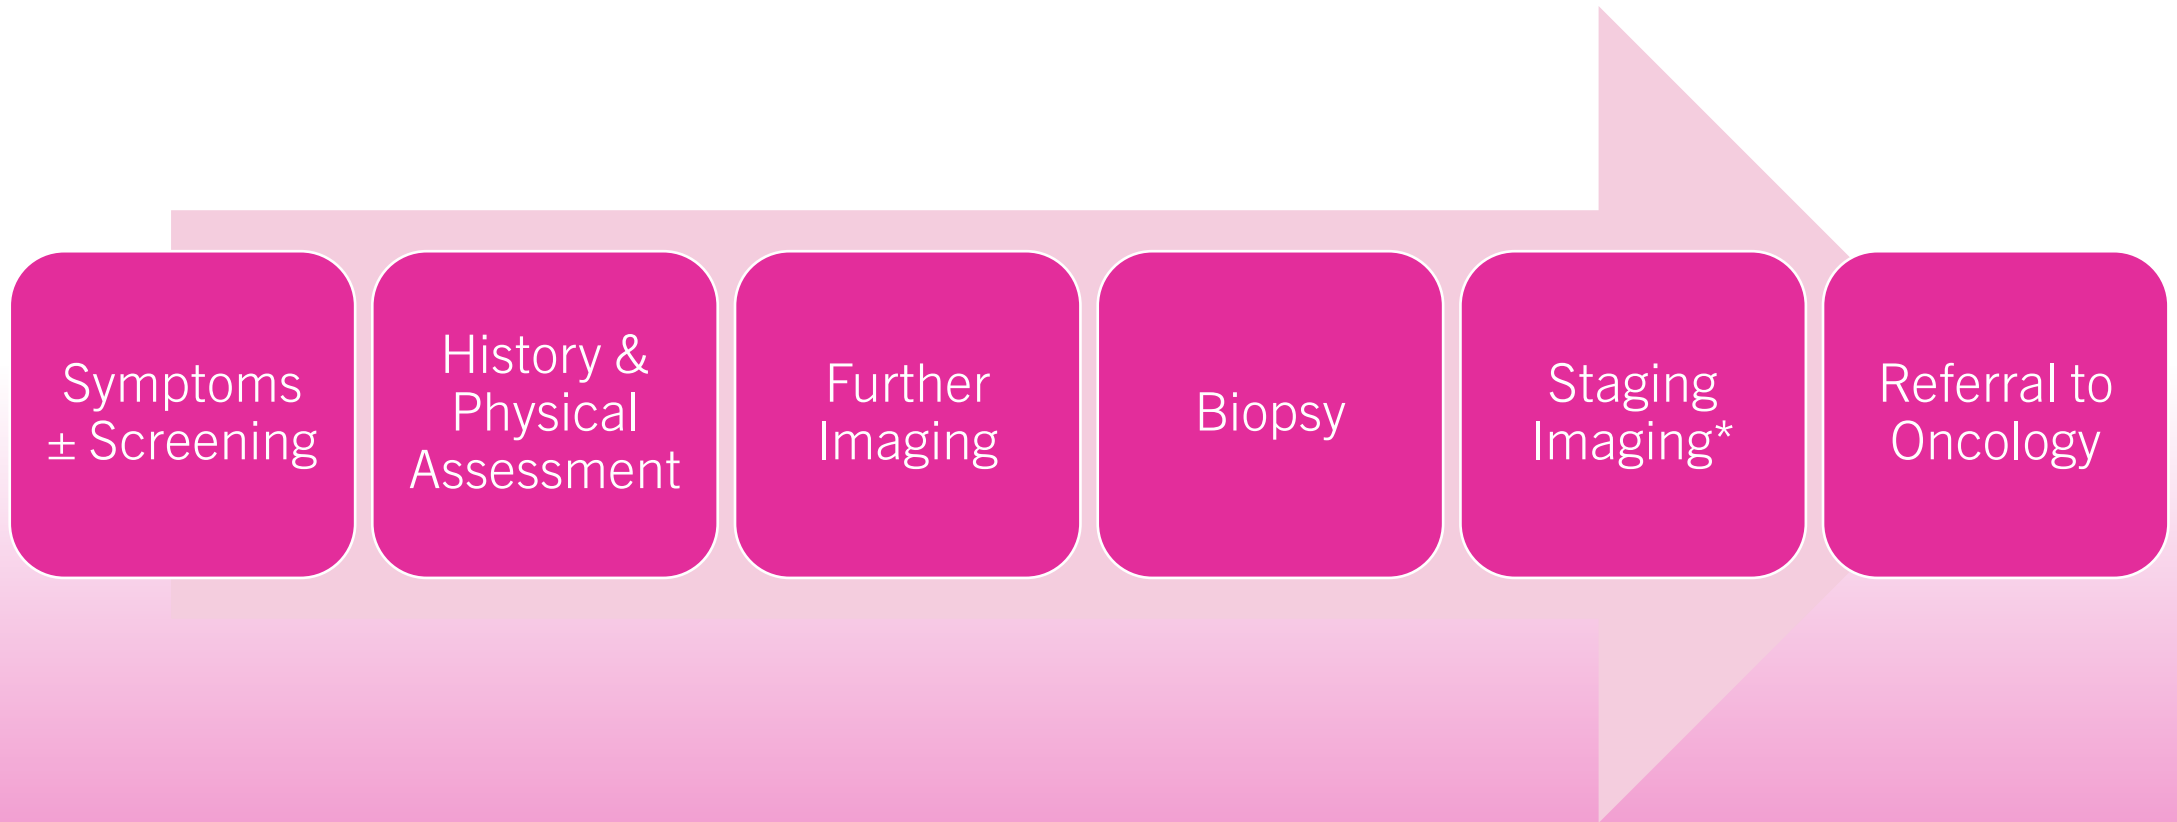 Symptoms
± Screening
History &
Physical
Assessment
Further
Imaging
Biopsy
Staging
Imaging*
Referral to
Oncology